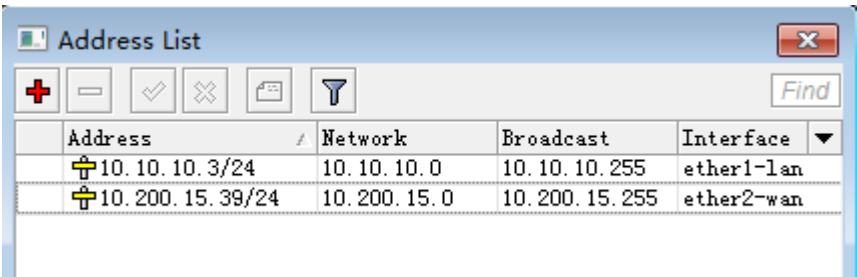 Address List
Find
Address Network Broadcast Interface
10.10.10.3/24 10.10.10.0 10.10.10.255 ether1-lan
10.200.15.39/24 10.200.15.0 10.200.15.255 ether2-wan